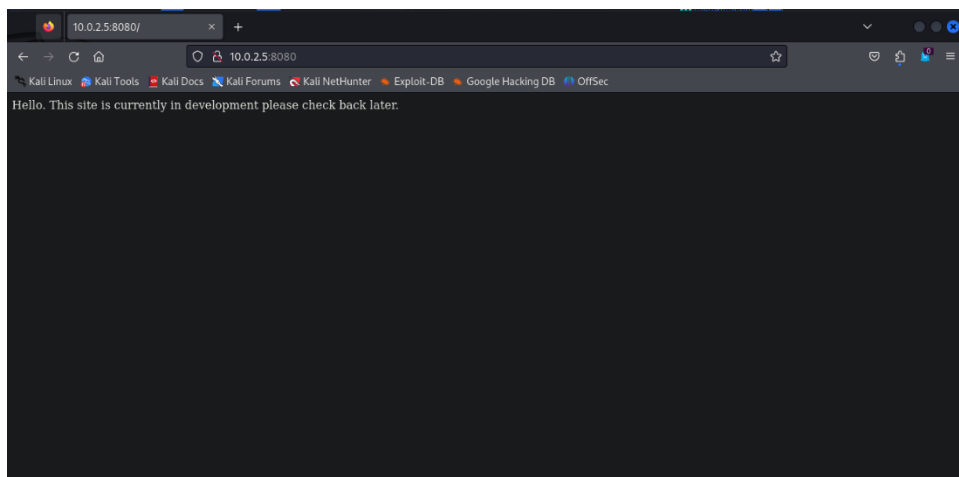 10.0.2.5:8080/
10.0.2.5:8080
Kali Linux Kali Tools Kali Docs Kali Forums Kali NetHunter Exploit-DB Google Hacking DB OffSec
Hello. This site is currently in development please check back later.